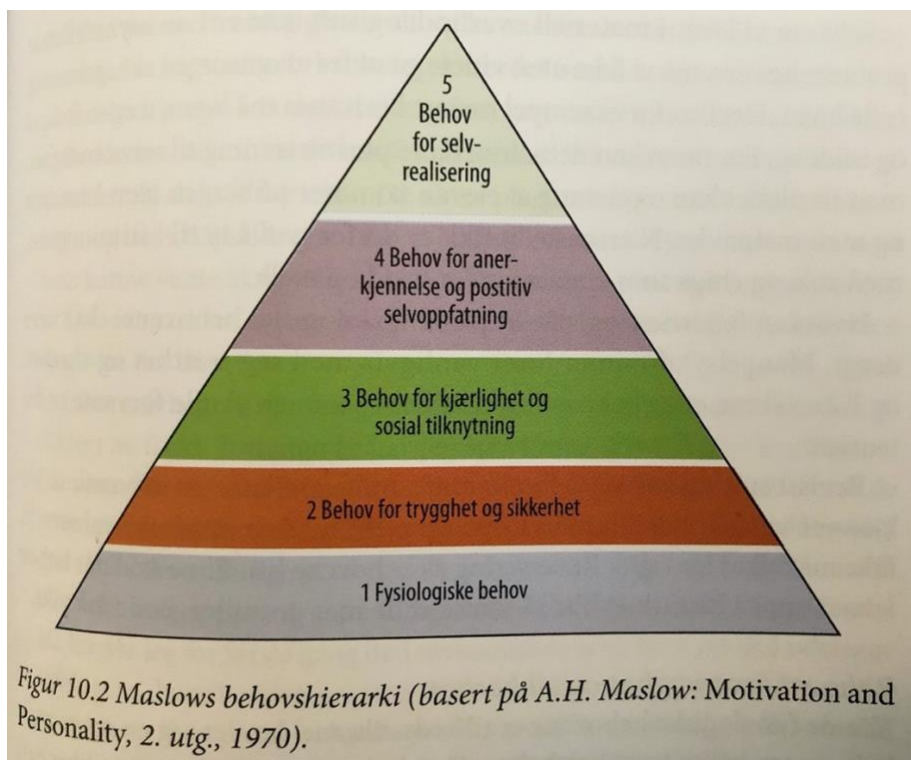 5
Behov
for selv-
realisering
4 Behov for aner-
kjennelse og postitiv
selvoppfatning
3 Behov for kjærlighet og
sosial tilknytning
2 Behov for trygghet og sikkerhet
1 Fysiologiske behov
Figur 10.2 Maslows behovshierarki (basert på A.H. Maslow: Motivation and
Personality, 2. utg., 1970).